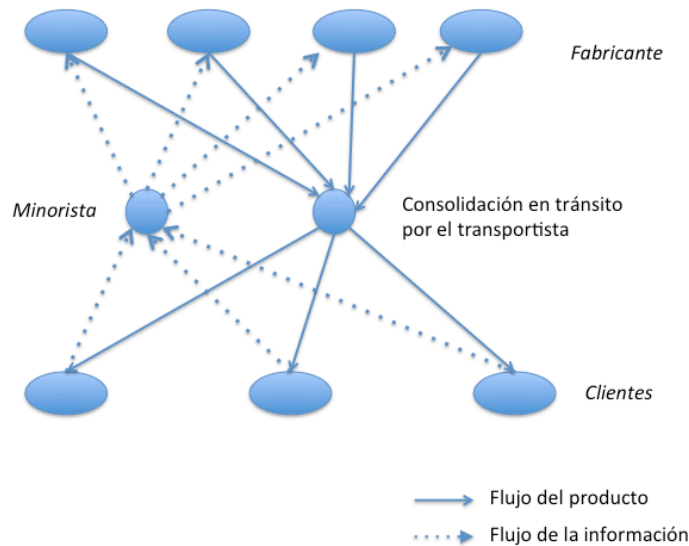 Fabricante
Minorista
Consolidación en tránsito
por el transportista
Clientes
Flujo del producto
Flujo de la información